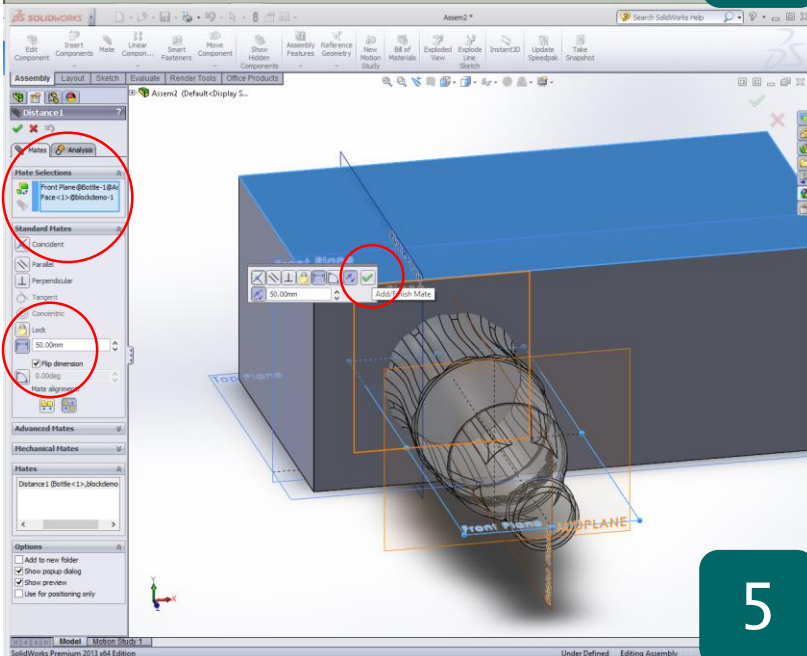 SOLIDWORKS
Assem2 *
Search SolidWorks Help
Edit Component
Insert Components
Mate
Linear Compon...
Smart Fasteners
Move Component
Show Hidden Components
Assembly Features
Reference Geometry
New Motion Study
Bill of Materials
Exploded View
Explode Line Sketch
Instant3D
Update Speedpak
Take Snapshot
Assembly Layout Sketch Evaluate Render Tools Office Products
Assem2 (Default<Display S...
Distance1 ?
Mates Analysis
Mate Selections
Front Plane@Bottle-1@As
Face<1>@blockdemo-1
Standard Mates
Coincident
Parallel
Perpendicular
Tangent
Concentric
Lock
50.00mm
Flip dimension
0.00deg
Mate alignment:
Advanced Mates
Mechanical Mates
Mates
Distance1 (Bottle<1>,blockdemo
Options
Add to new folder
Show popup dialog
Show preview
Use for positioning only
Front Plane
50.00mm
Add/Finish Mate
Top Plane
Front Plane
Y
X
Z
5
Model Motion Study 1
SolidWorks Premium 2013 x64 Edition
Under Defined Editing Assembly